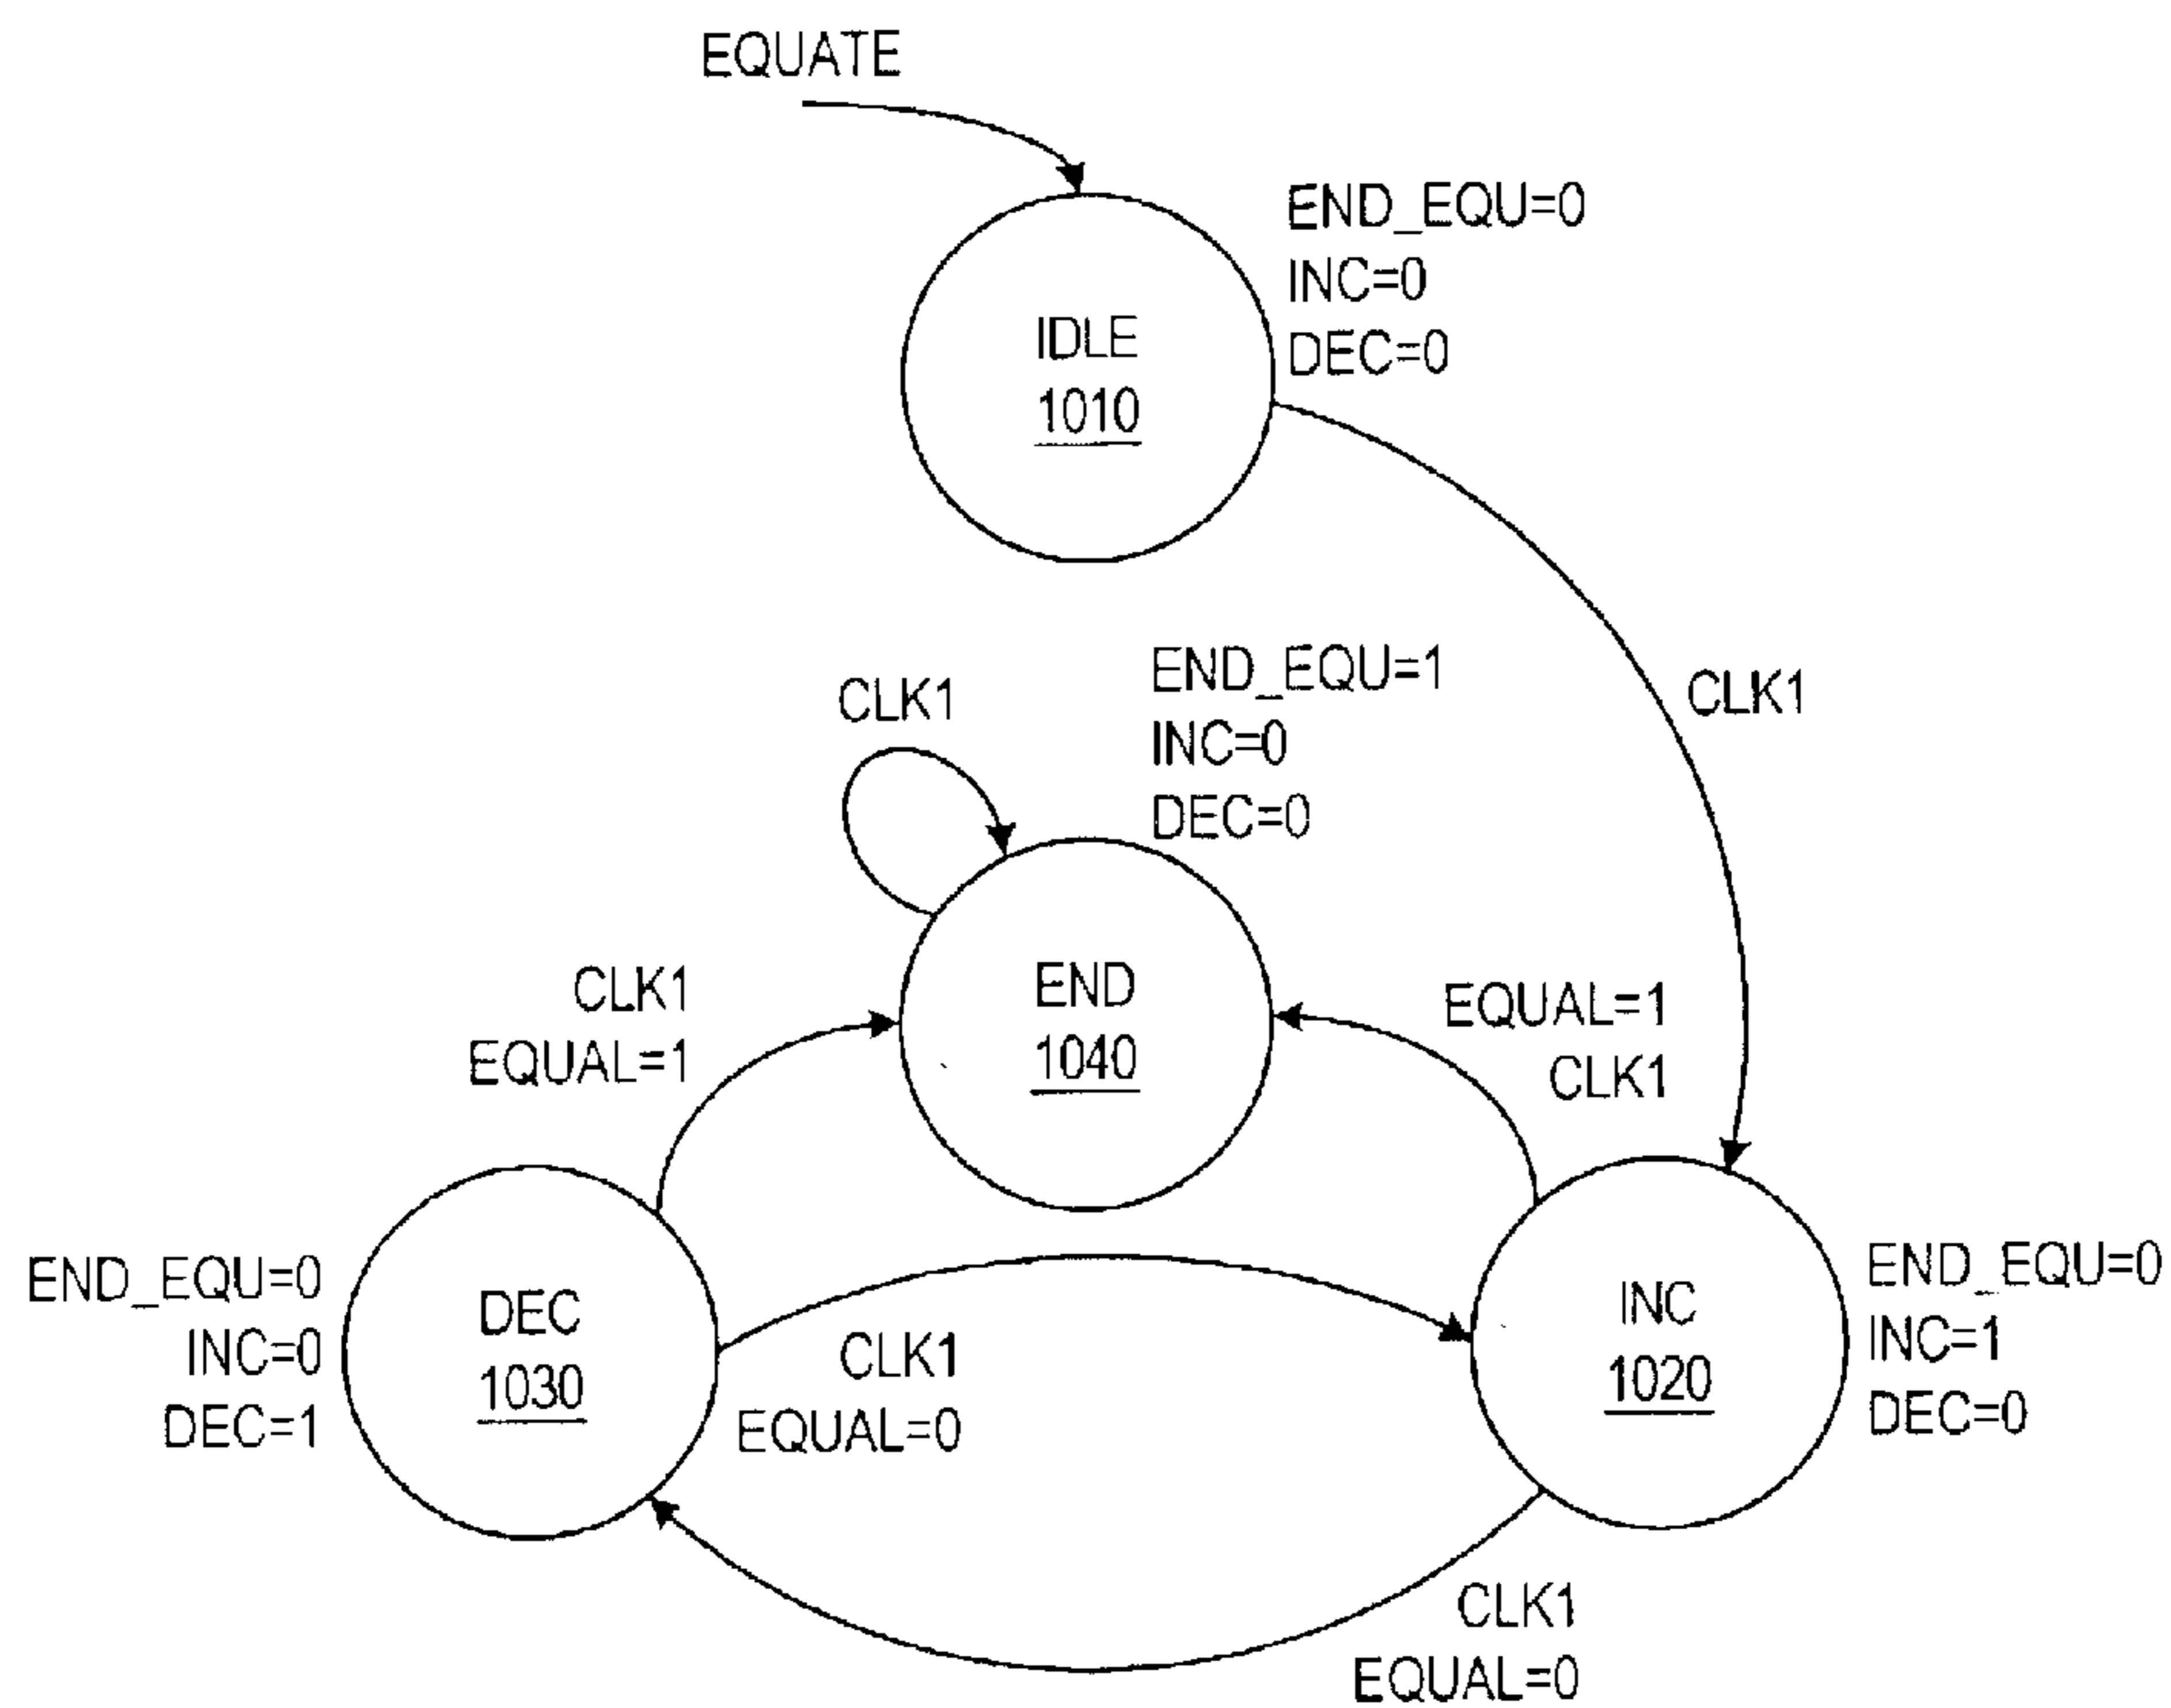 EQUATE
END_EQU=0
INC=0
DEC=0
IDLE
1010
CLK1
END_EQU=1
INC=0
DEC=0
CLK1
END
1040
CLK1
EQUAL=1
EQUAL=1
CLK1
END_EQU=0
INC=0
DEC=1
DEC
1030
CLK1
EQUAL=0
INC
1020
END_EQU=0
INC=1
DEC=0
CLK1
EQUAL=0